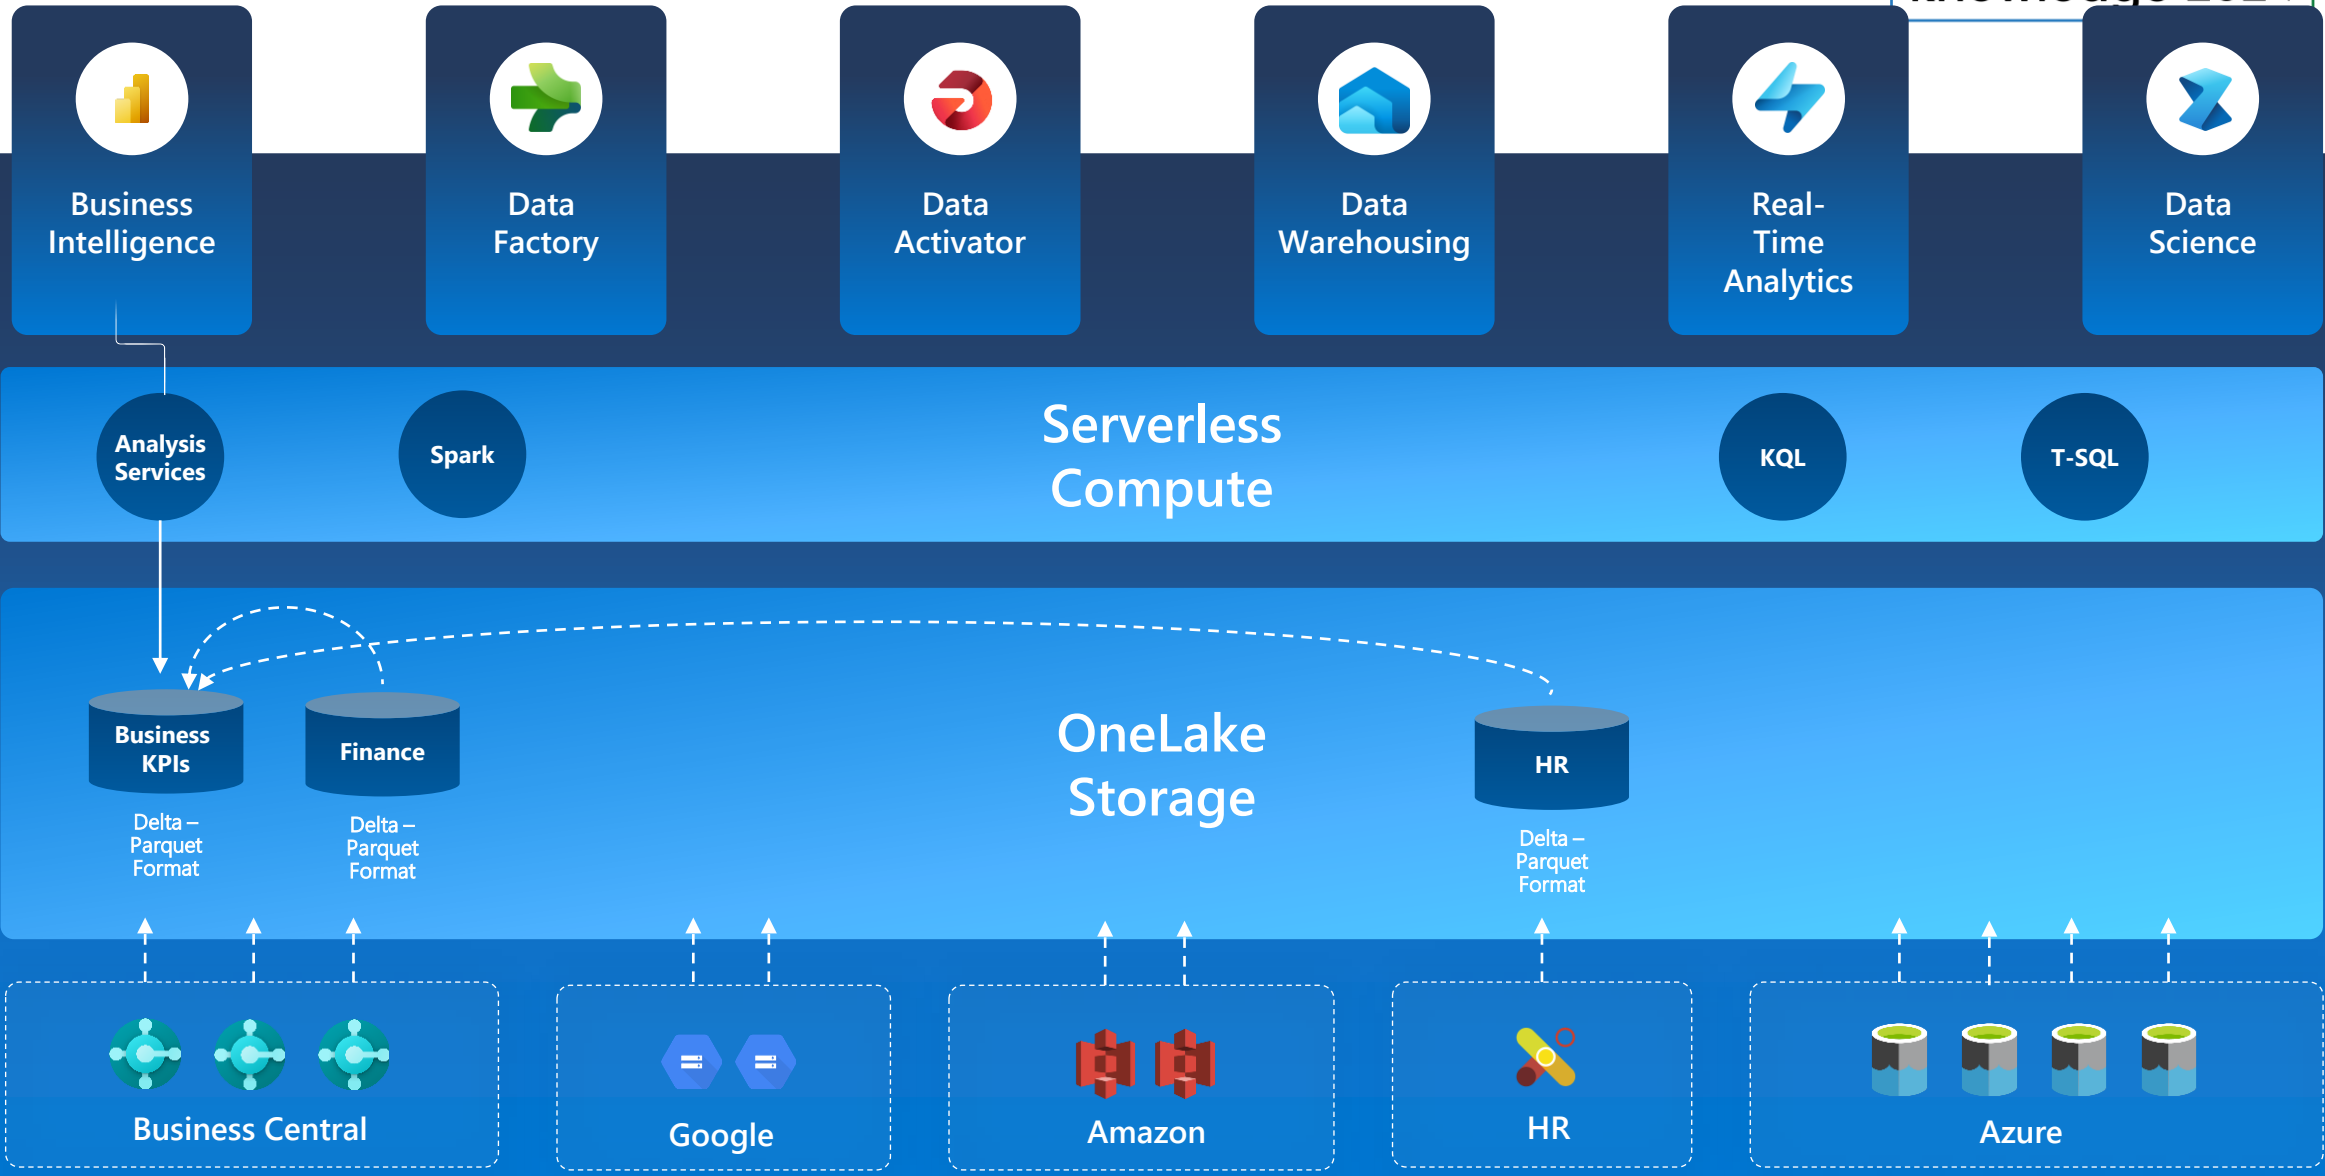 Business
Intelligence
Data
Factory
Data
Activator
Data
Warehousing
Real-
Time
Analytics
Data
Science
Analysis
Services
Spark
Serverless
Compute
KQL
T-SQL
Business
KPIs
Finance
OneLake
Storage
HR
Delta –
Parquet
Format
Delta –
Parquet
Format
Delta –
Parquet
Format
Business Central
Google
Amazon
HR
Azure